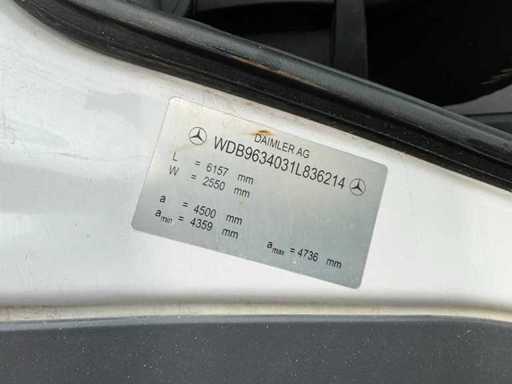 DAIMLER AG
WDB9634031L836214
L = 6157 mm
W = 2550 mm
a = 4500 mm
amin = 4359 mm
amax = 4736 mm